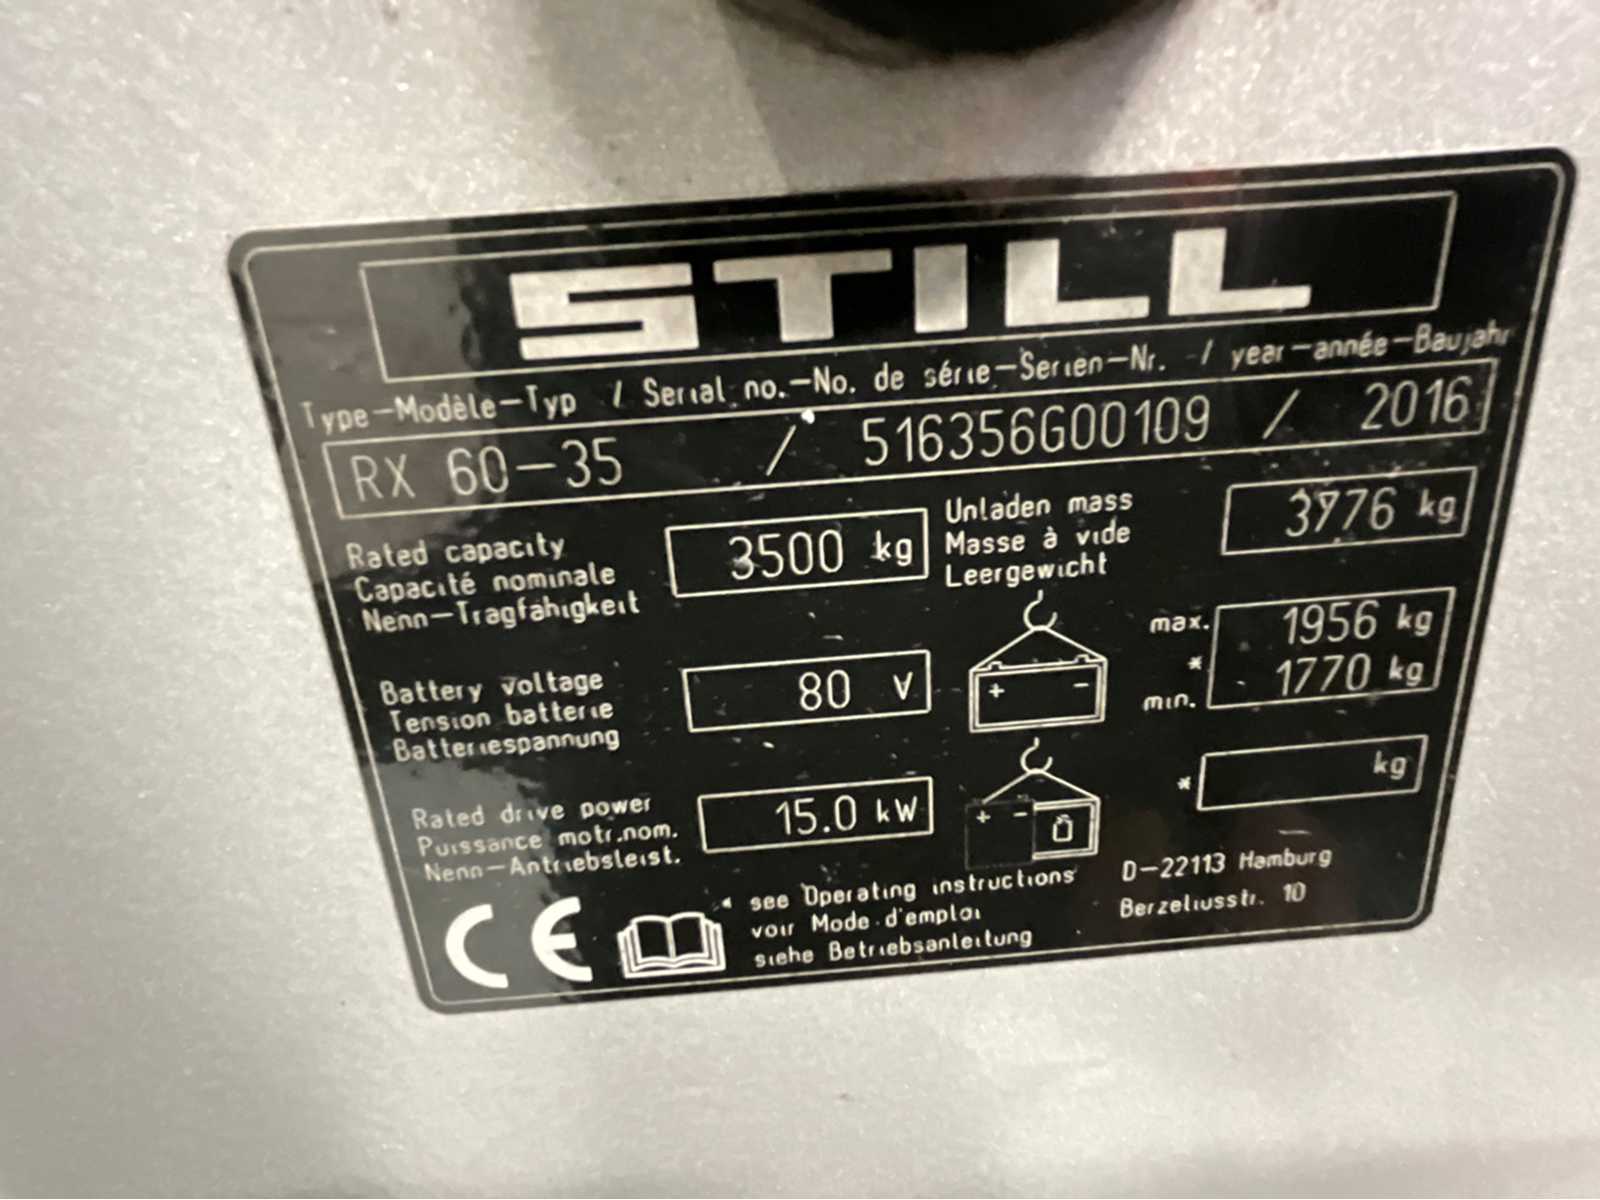 STILL
Type-Modèle-Typ / Serial no.-No. de série-Serien-Nr. / year-année-Baujahr
RX 60-35 / 516356G00109 / 2016
Rated capacity
Capacité nominale
Nenn-Tragfähigkeit
3500 kg
Unladen mass
Masse à vide
Leergewicht
3776 kg
Battery voltage
Tension batterie
Batteriespannung
80 V
+ -
max. 1956 kg
*
min. 1770 kg
Rated drive power
Puissance motr.nom.
Nenn-Antriebsleist.
15.0 kW
+ -
* kg
CE
see Operating instructions
voir Mode d'emploi
siehe Betriebsanleitung
D-22113 Hamburg
Berzeliusstr. 10